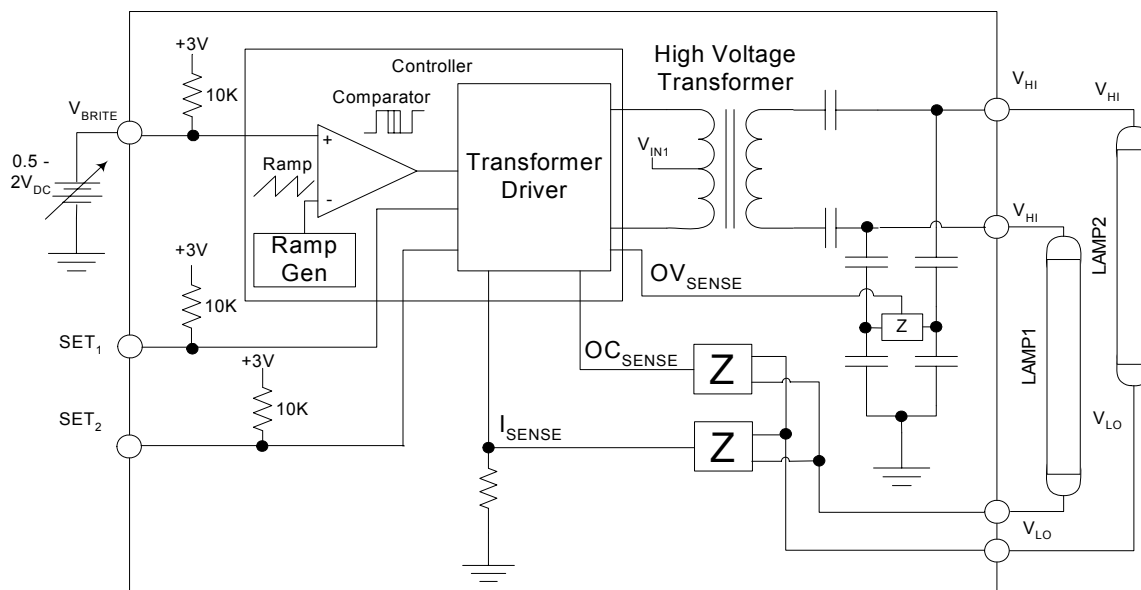 +3V
10K
V_BRITE
0.5 -
2V_DC
Controller
Comparator
+
-
Ramp
Ramp
Gen
Transformer
Driver
High Voltage
Transformer
V_IN1
V_HI
V_HI
V_HI
LAMP2
LAMP1
OV_SENSE
Z
+3V
10K
SET_1
OC_SENSE
Z
+3V
10K
SET_2
I_SENSE
Z
V_LO
V_LO